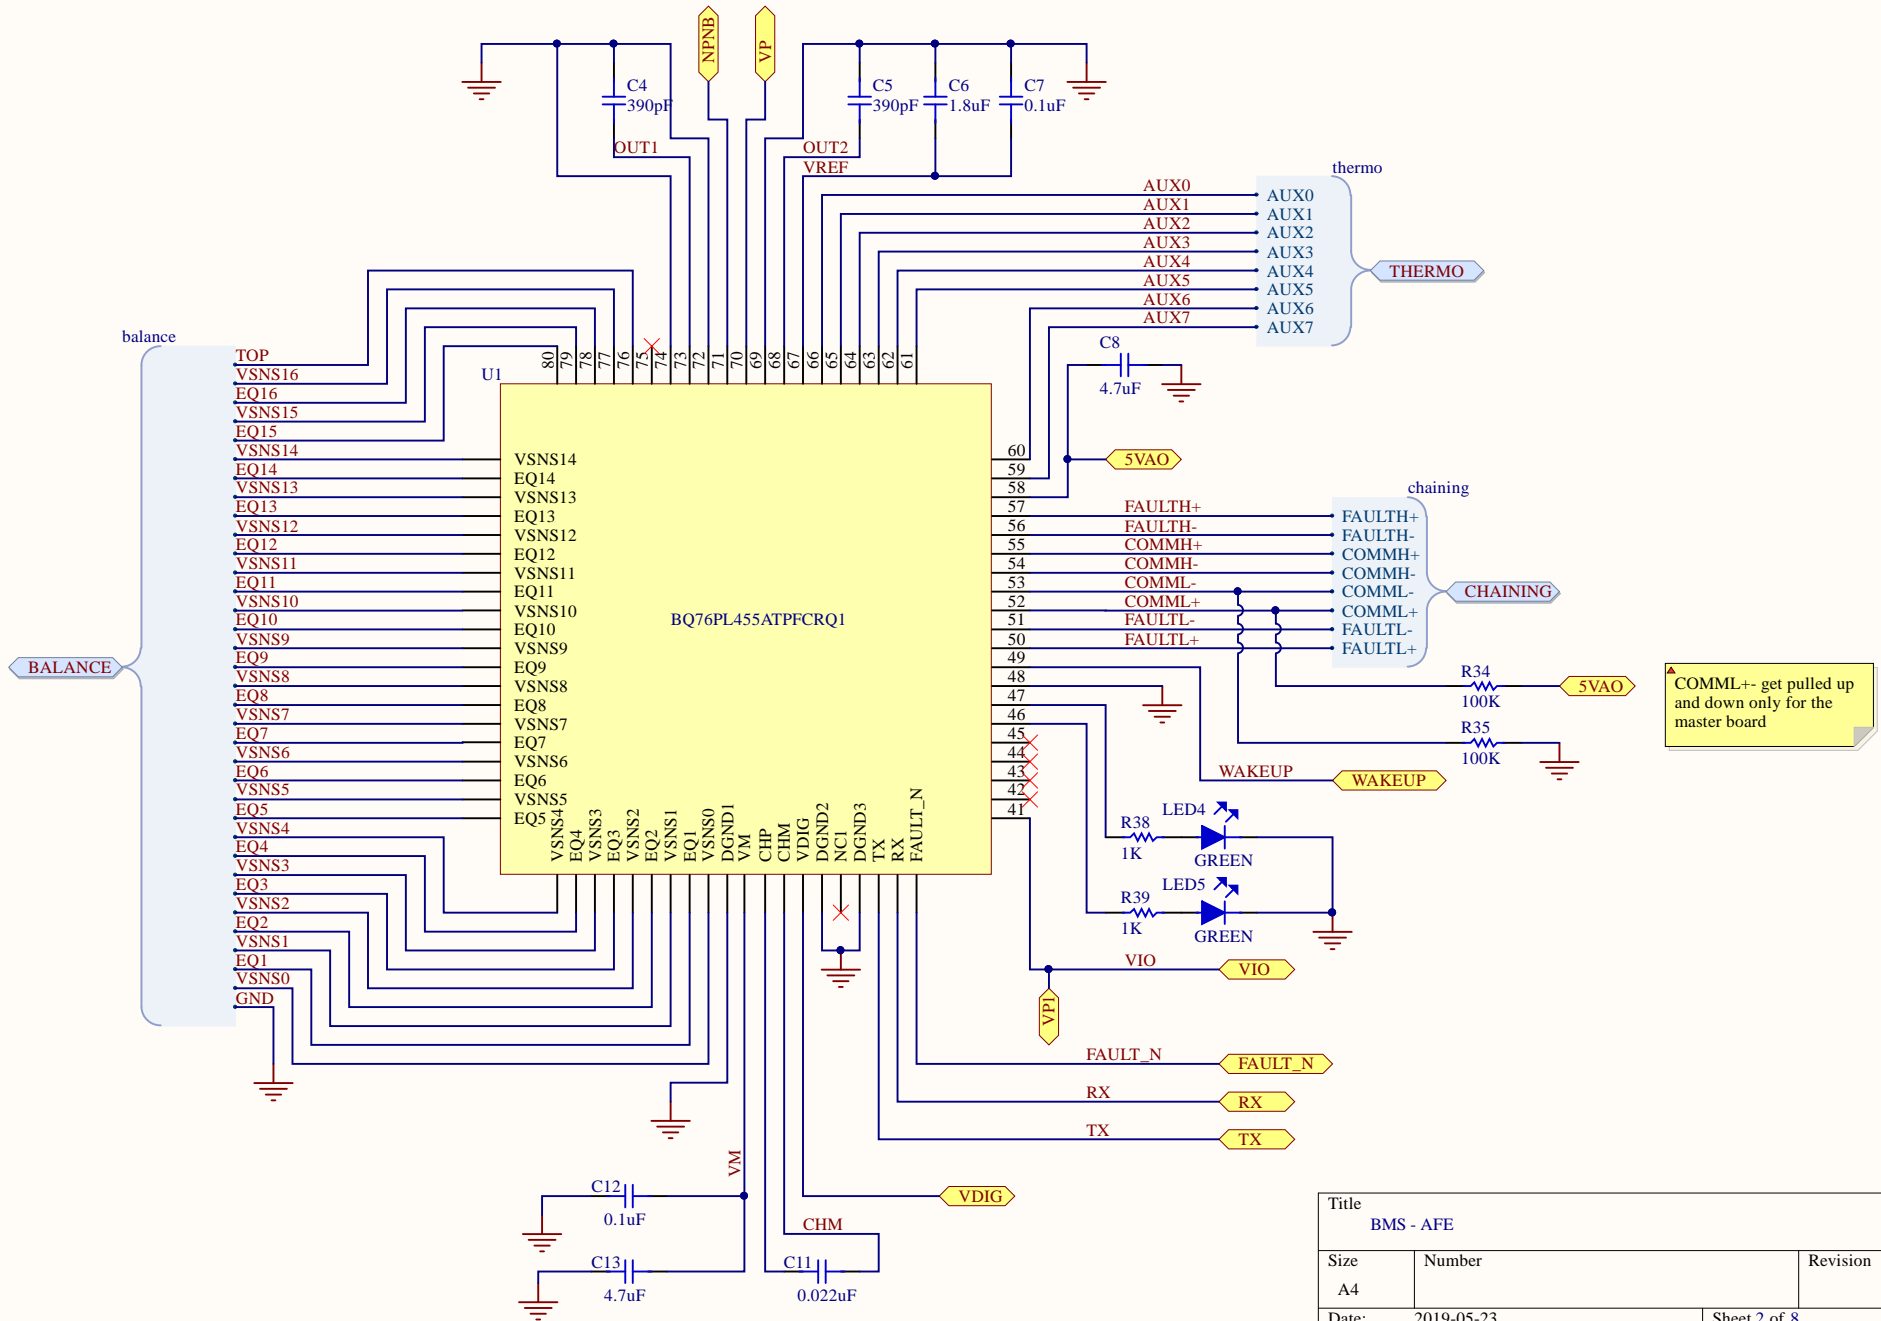 NPNB
VP
C4
390pF
OUT1
C5
390pF
C6
1.8uF
C7
0.1uF
OUT2
VREF
thermo
AUX0
AUX1
AUX2
AUX3
AUX4
AUX5
AUX6
AUX7
AUX0
AUX1
AUX2
AUX3
AUX4
AUX5
AUX6
AUX7
THERMO
balance
BALANCE
TOP
VSNS16
EQ16
VSNS15
EQ15
VSNS14
EQ14
VSNS13
EQ13
VSNS12
EQ12
VSNS11
EQ11
VSNS10
EQ10
VSNS9
EQ9
VSNS8
EQ8
VSNS7
EQ7
VSNS6
EQ6
VSNS5
EQ5
VSNS4
EQ4
VSNS3
EQ3
VSNS2
EQ2
VSNS1
EQ1
VSNS0
GND
U1
80
79
78
77
76
75
74
73
72
71
70
69
68
67
66
65
64
63
62
61
VSNS14
EQ14
VSNS13
EQ13
VSNS12
EQ12
VSNS11
EQ11
VSNS10
EQ10
VSNS9
EQ9
VSNS8
EQ8
VSNS7
EQ7
VSNS6
EQ6
VSNS5
EQ5
BQ76PL455ATPFCRQ1
VSNS4
EQ4
VSNS3
EQ3
VSNS2
EQ2
VSNS1
EQ1
VSNS0
DGND1
VM
CHP
CHM
VDIG
DGND2
NC1
DGND3
TX
RX
FAULT_N
60
59
58
57
56
55
54
53
52
51
50
49
48
47
46
45
44
43
42
41
C8
4.7uF
5VAO
chaining
FAULTH+
FAULTH-
COMMH+
COMMH-
COMML-
COMML+
FAULTL-
FAULTL+
FAULTH+
FAULTH-
COMMH+
COMMH-
COMML-
COMML+
FAULTL-
FAULTL+
CHAINING
R34
100K
5VAO
R35
100K
COMML+- get pulled up
and down only for the
master board
WAKEUP
WAKEUP
LED4
R38
1K
GREEN
LED5
R39
1K
GREEN
VIO
VIO
VP1
FAULT_N
FAULT_N
RX
RX
TX
TX
VM
VDIG
C12
0.1uF
C13
4.7uF
CHM
C11
0.022uF
Title
BMS - AFE
Size
Number
Revision
A4
Date:
2019-05-23
Sheet 2 of 8